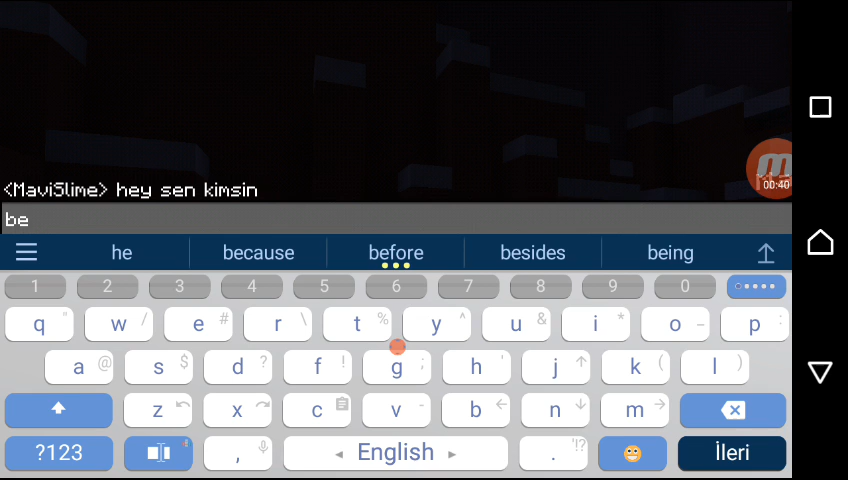 <MaviSlime> hey sen kimsin
00:40
be
he because before besides being
1 2 3 4 5 6 7 8 9 0
q " w / e # r \ t % y ^ u & i * o _ p :
a @ s $ d ? f ! g ; h ' j ↑ k ( l )
z x c v - b ← n ↓ m →
?123 , ◂ English ▸ . '!? İleri